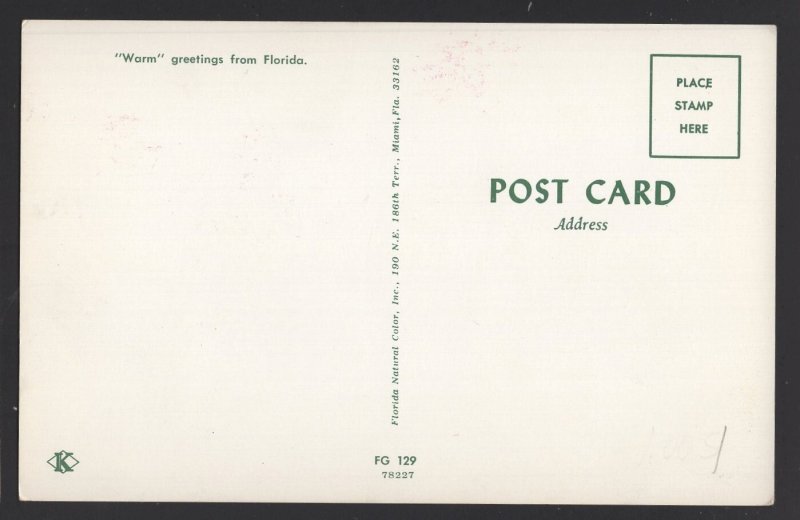 "Warm" greetings from Florida.
Florida Natural Color, Inc., 190 N.E. 186th Terr., Miami, Fla. 33162
PLACE
STAMP
HERE
POST CARD
Address
K
FG 129
78227